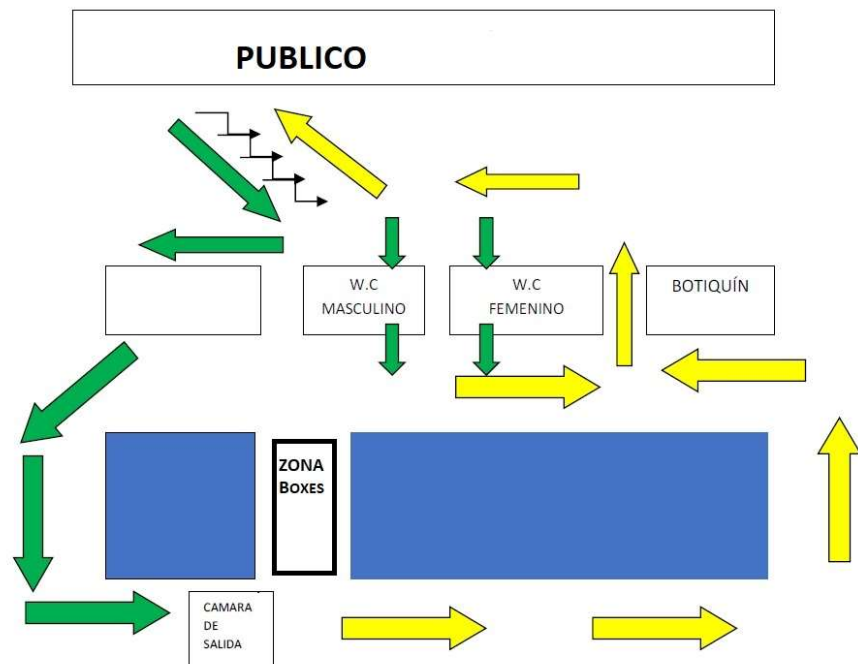 PUBLICO
W.C
MASCULINO
W.C
FEMENINO
BOTIQUÍN
ZONA
BOXES
CAMARA
DE
SALIDA